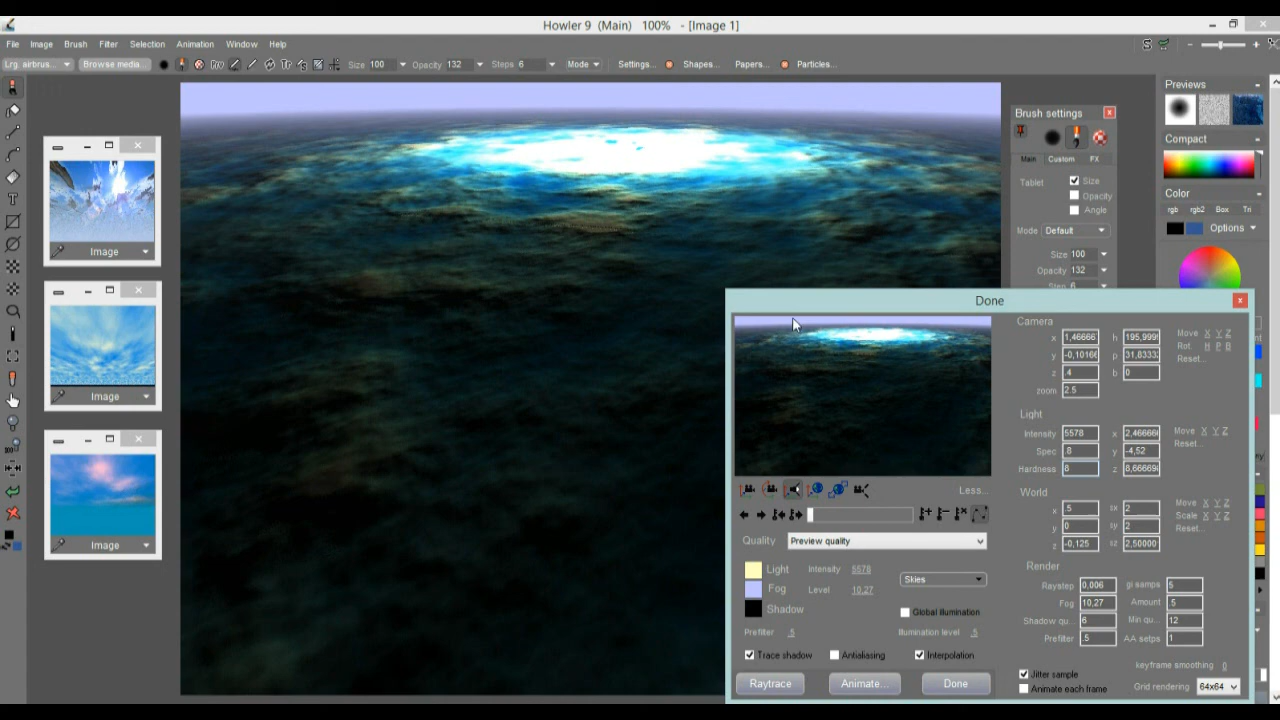 Howler 9 (Main) 100% - [Image 1]
File Image Brush Filter Selection Animation Window Help
Lrg. airbrus... Browse media... Size 100 Opacity 132 Steps 6 Mode Settings... Shapes... Papers... Particles...
Image
Image
Image
Brush settings
Main Custom FX
Tablet Size
Opacity
Angle
Mode Default
Size 100
Opacity 132
Step 6
Previews
Compact
Color
rgb rgb2 Box Tri
Options
Done
Less...
Quality Preview quality
Light Intensity 5578
Fog Level 10,27
Skies
Shadow
Global illumination
Prefilter .5 Illumination level .5
Trace shadow Antialiasing Interpolation
Raytrace Animate... Done
Camera
x 1,46666 h 195,9999
y -0,10166 p 31,8333
z .4 b 0
zoom 2.5
Move X Y Z
Rot. H P B
Reset...
Light
Intensity 5578 x 2,46666
Spec .8 y -4,52
Hardness 8 z 8,66669
Move X Y Z
Reset...
World
x .5 sx 2
y 0 sy 2
z -0,125 sz 2,50000
Move X Y Z
Scale X Y Z
Reset...
Render
Raystep 0,006 gi samps 5
Fog 10,27 Amount .5
Shadow qu... 6 Min qu... 12
Prefilter .5 AA setps 1
keyframe smoothing 0
Jitter sample
Animate each frame Grid rendering 64x64